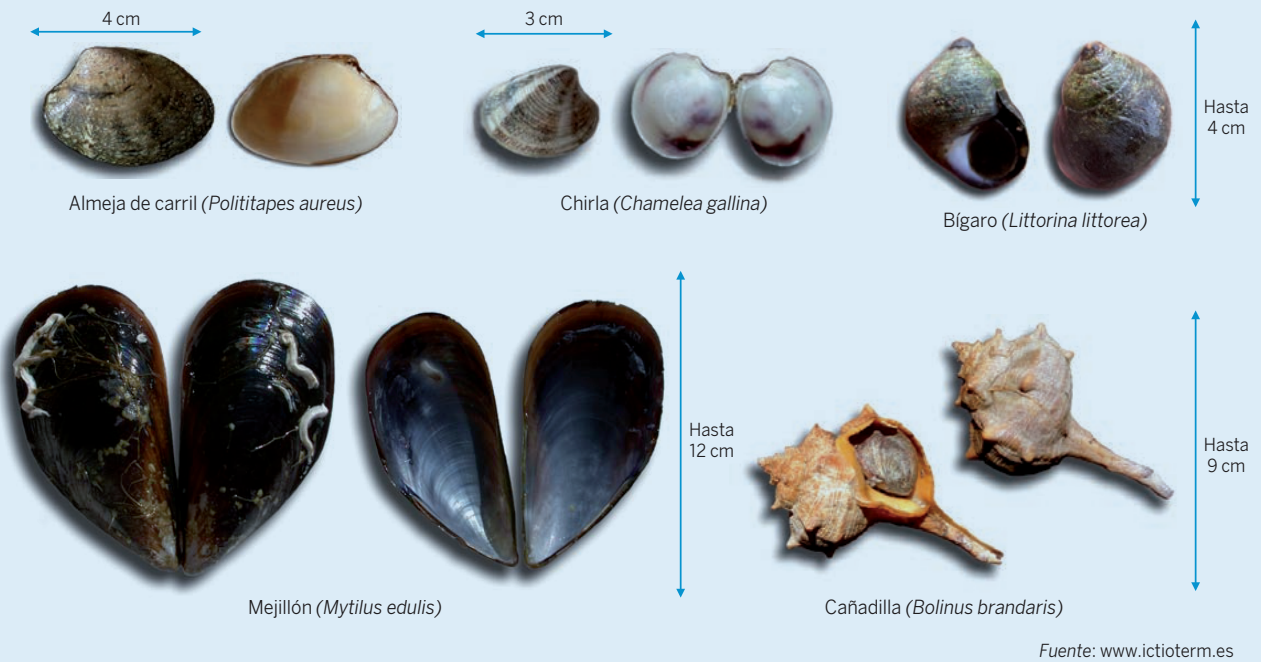 4 cm
3 cm
Hasta
4 cm
Almeja de carril (Polititapes aureus)
Chirla (Chamelea gallina)
Bígaro (Littorina littorea)
Hasta
12 cm
Hasta
9 cm
Mejillón (Mytilus edulis)
Cañadilla (Bolinus brandaris)
Fuente: www.ictioterm.es